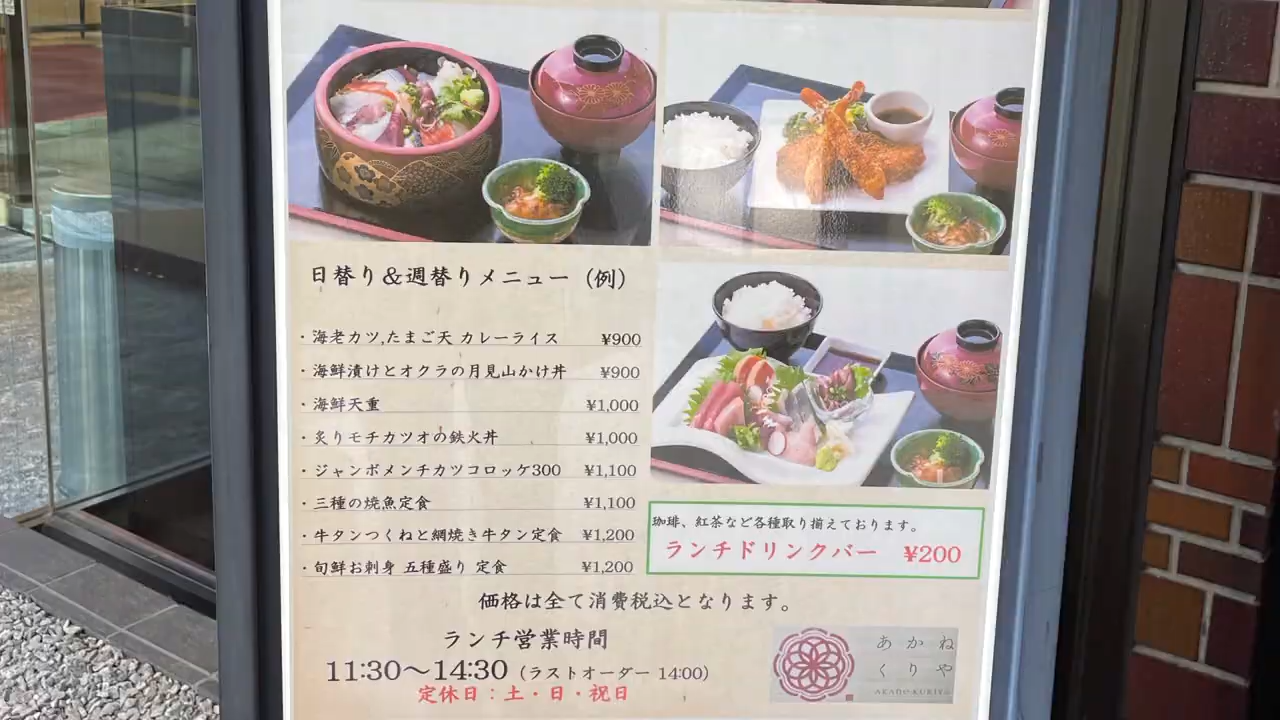 日替り&週替りメニュー (例)
・海老カツ,たまご天 カレーライス ¥900
・海鮮漬けとオクラの月見山かけ丼 ¥900
・海鮮天重 ¥1,000
・炙りモチカツオの鉄火丼 ¥1,000
・ジャンボメンチカツコロッケ300 ¥1,100
・三種の焼魚定食 ¥1,100
・牛タンつくねと網焼き牛タン定食 ¥1,200
・旬鮮お刺身 五種盛り 定食 ¥1,200
珈琲、紅茶など各種取り揃えております。
ランチドリンクバー ¥200
価格は全て消費税込となります。
ランチ営業時間
11:30〜14:30 (ラストオーダー 14:00)
定休日:土・日・祝日
あかね
くりや
AKANE KURIYA